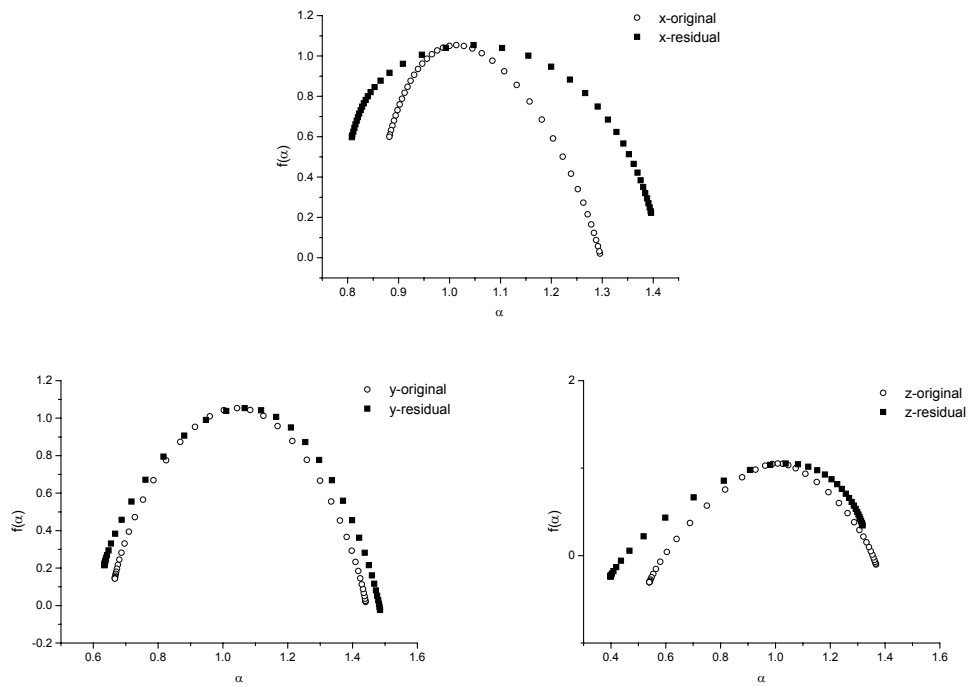 x-original
x-residual
1.2
1.0
0.8
0.6
0.4
0.2
0.0
f(α)
0.8 0.9 1.0 1.1 1.2 1.3 1.4
α
y-original
y-residual
1.2
1.0
0.8
0.6
0.4
0.2
0.0
-0.2
f(α)
0.6 0.8 1.0 1.2 1.4 1.6
α
z-original
z-residual
2
1
0
f(α)
0.4 0.6 0.8 1.0 1.2 1.4 1.6
α